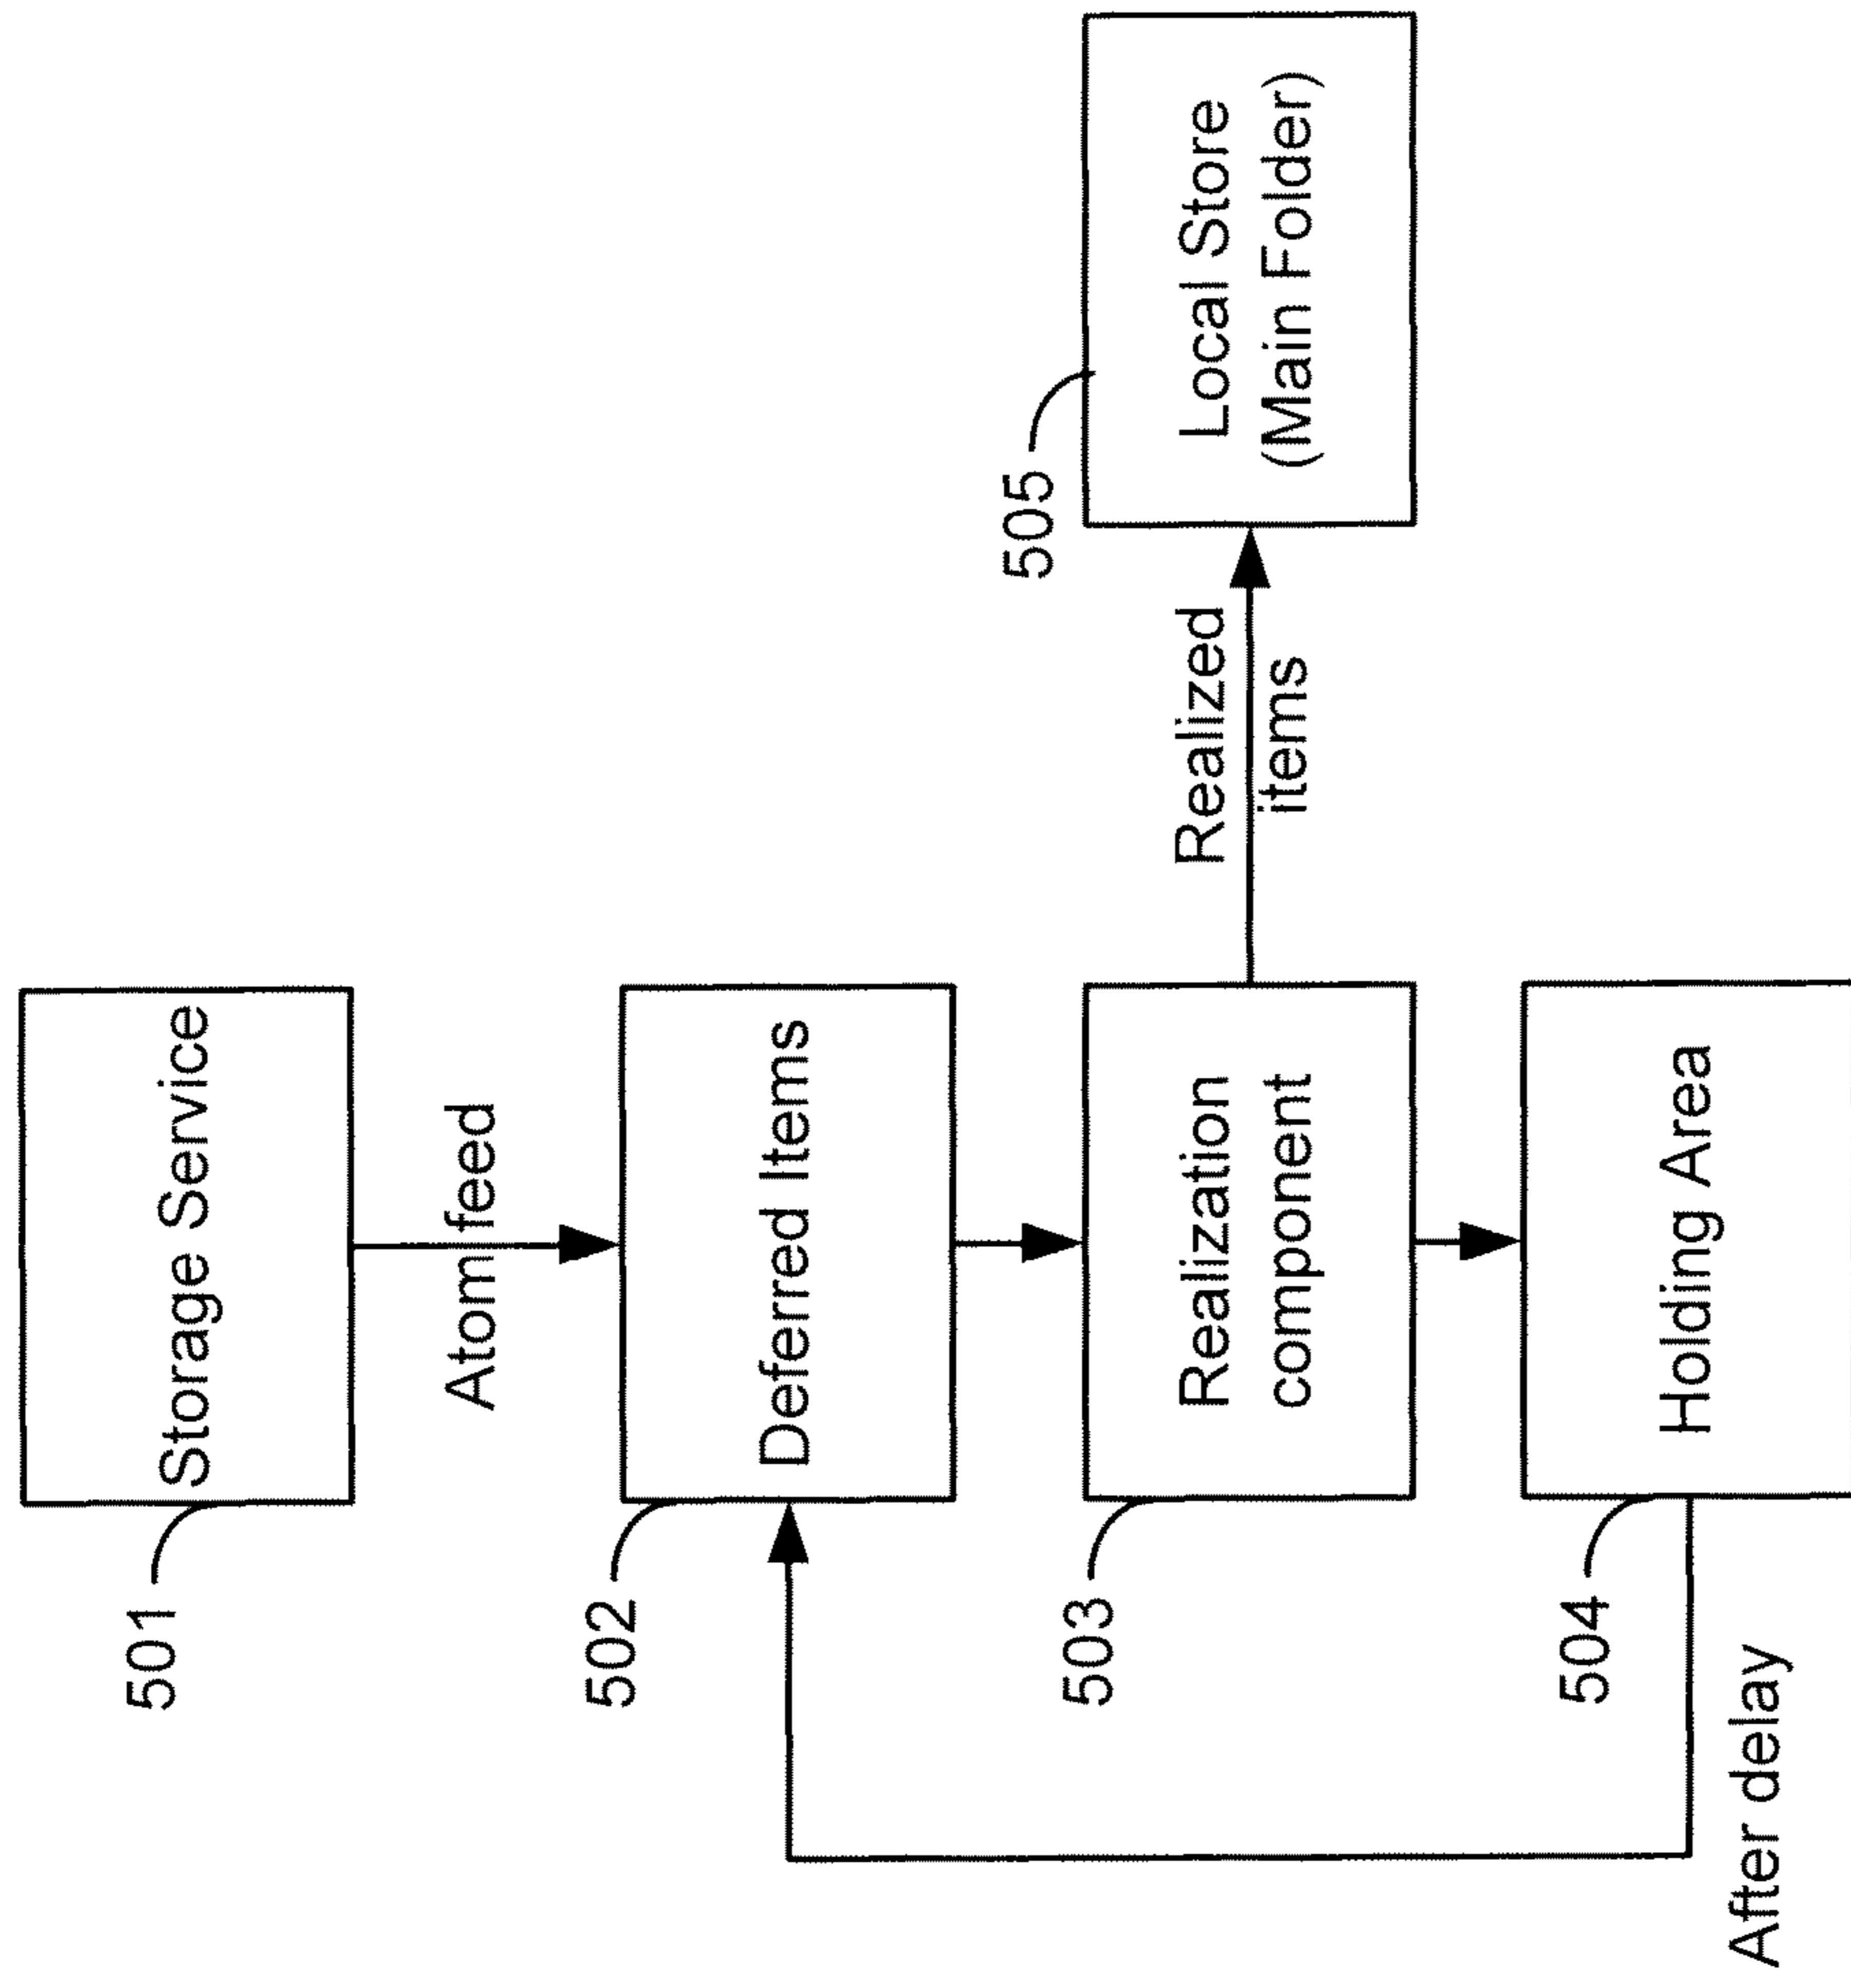 501
Storage Service
Atom feed
502
Deferred Items
503
Realization
component
504
Holding Area
After delay
Realized
items
505
Local Store
(Main Folder)